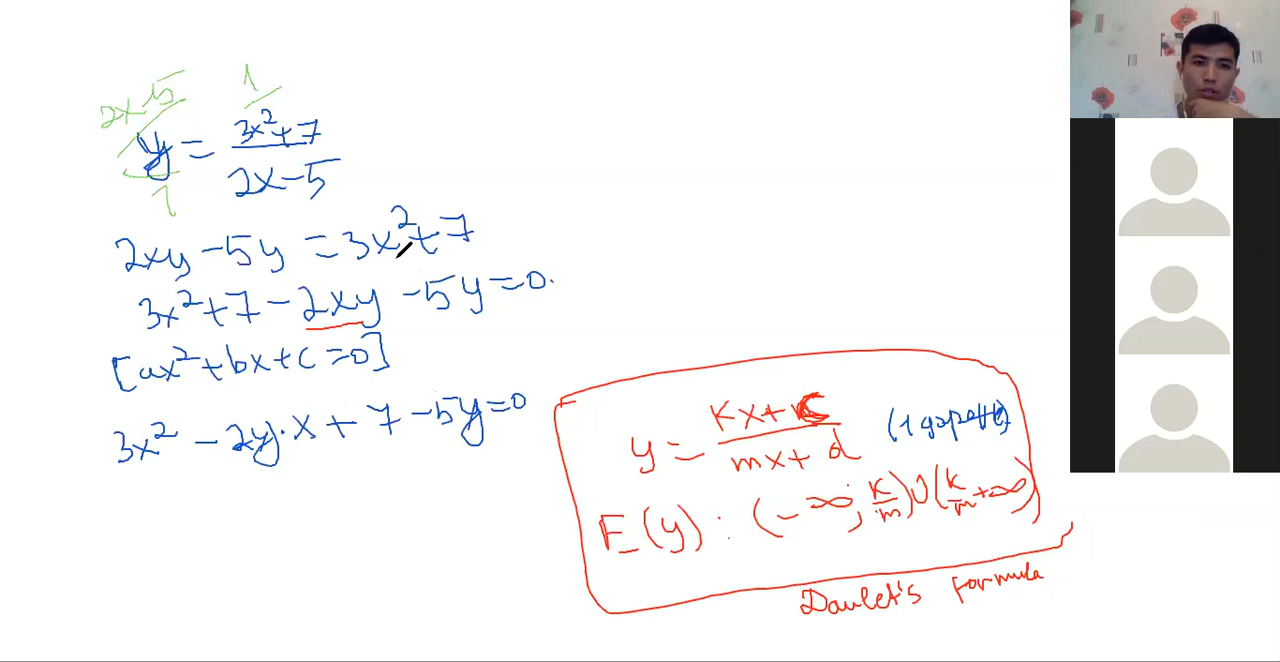 2x-5 1
y = (3x²+7)/(2x-5)
1
2xy - 5y = 3x²+7
3x²+7 - 2xy - 5y = 0.
[ax²+bx+c=0]
3x² - 2y·x + 7 - 5y = 0
y = (kx+c)/(mx+d)
E(y): (-∞; k/m) U (k/m +∞)
Daulet's formula